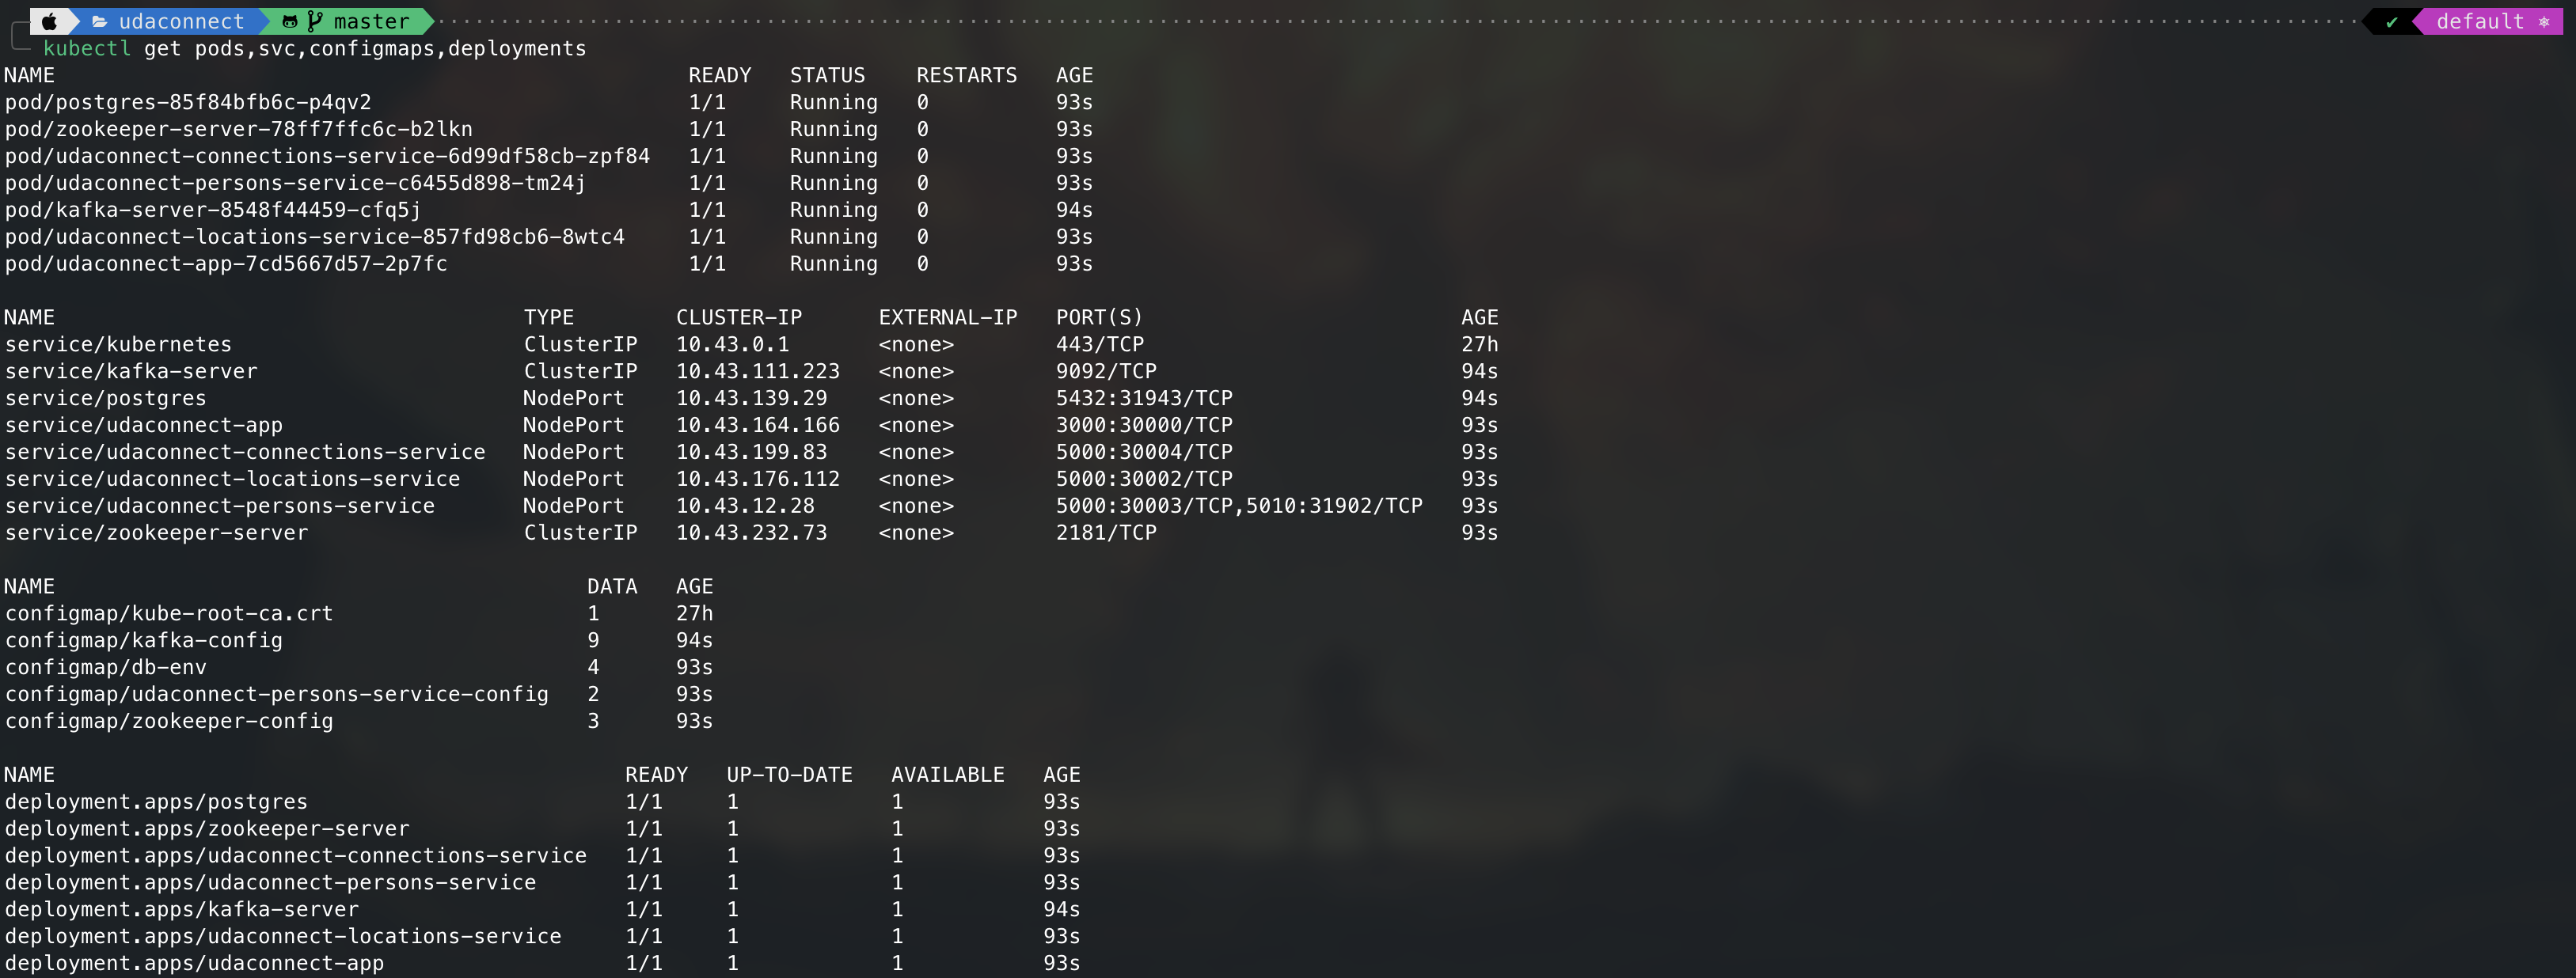 udaconnect master default
kubectl get pods,svc,configmaps,deployments
NAME READY STATUS RESTARTS AGE
pod/postgres-85f84bfb6c-p4qv2 1/1 Running 0 93s
pod/zookeeper-server-78ff7ffc6c-b2lkn 1/1 Running 0 93s
pod/udaconnect-connections-service-6d99df58cb-zpf84 1/1 Running 0 93s
pod/udaconnect-persons-service-c6455d898-tm24j 1/1 Running 0 93s
pod/kafka-server-8548f44459-cfq5j 1/1 Running 0 94s
pod/udaconnect-locations-service-857fd98cb6-8wtc4 1/1 Running 0 93s
pod/udaconnect-app-7cd5667d57-2p7fc 1/1 Running 0 93s
NAME TYPE CLUSTER-IP EXTERNAL-IP PORT(S) AGE
service/kubernetes ClusterIP 10.43.0.1 <none> 443/TCP 27h
service/kafka-server ClusterIP 10.43.111.223 <none> 9092/TCP 94s
service/postgres NodePort 10.43.139.29 <none> 5432:31943/TCP 94s
service/udaconnect-app NodePort 10.43.164.166 <none> 3000:30000/TCP 93s
service/udaconnect-connections-service NodePort 10.43.199.83 <none> 5000:30004/TCP 93s
service/udaconnect-locations-service NodePort 10.43.176.112 <none> 5000:30002/TCP 93s
service/udaconnect-persons-service NodePort 10.43.12.28 <none> 5000:30003/TCP,5010:31902/TCP 93s
service/zookeeper-server ClusterIP 10.43.232.73 <none> 2181/TCP 93s
NAME DATA AGE
configmap/kube-root-ca.crt 1 27h
configmap/kafka-config 9 94s
configmap/db-env 4 93s
configmap/udaconnect-persons-service-config 2 93s
configmap/zookeeper-config 3 93s
NAME READY UP-TO-DATE AVAILABLE AGE
deployment.apps/postgres 1/1 1 1 93s
deployment.apps/zookeeper-server 1/1 1 1 93s
deployment.apps/udaconnect-connections-service 1/1 1 1 93s
deployment.apps/udaconnect-persons-service 1/1 1 1 93s
deployment.apps/kafka-server 1/1 1 1 94s
deployment.apps/udaconnect-locations-service 1/1 1 1 93s
deployment.apps/udaconnect-app 1/1 1 1 93s